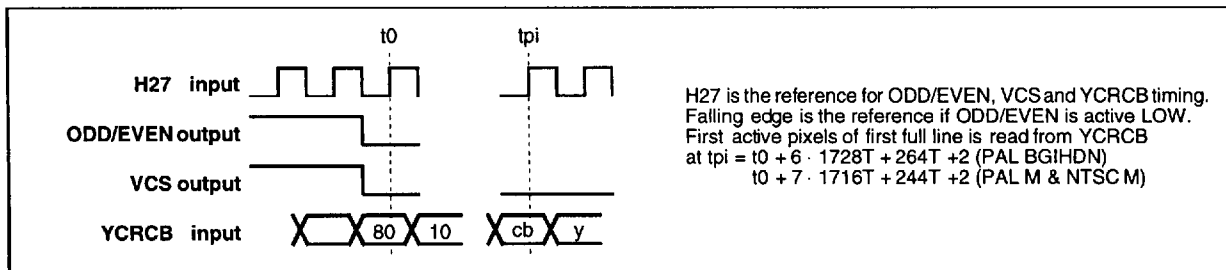 t0 tpi
H27 input
ODD/EVEN output
VCS output
YCRCB input 80 10 cb y
H27 is the reference for ODD/EVEN, VCS and YCRCB timing.
Falling edge is the reference if ODD/EVEN is active LOW.
First active pixels of first full line is read from YCRCB
at tpi = t0 + 6 · 1728T + 264T +2 (PAL BGIHDN)
t0 + 7 · 1716T + 244T +2 (PAL M & NTSC M)